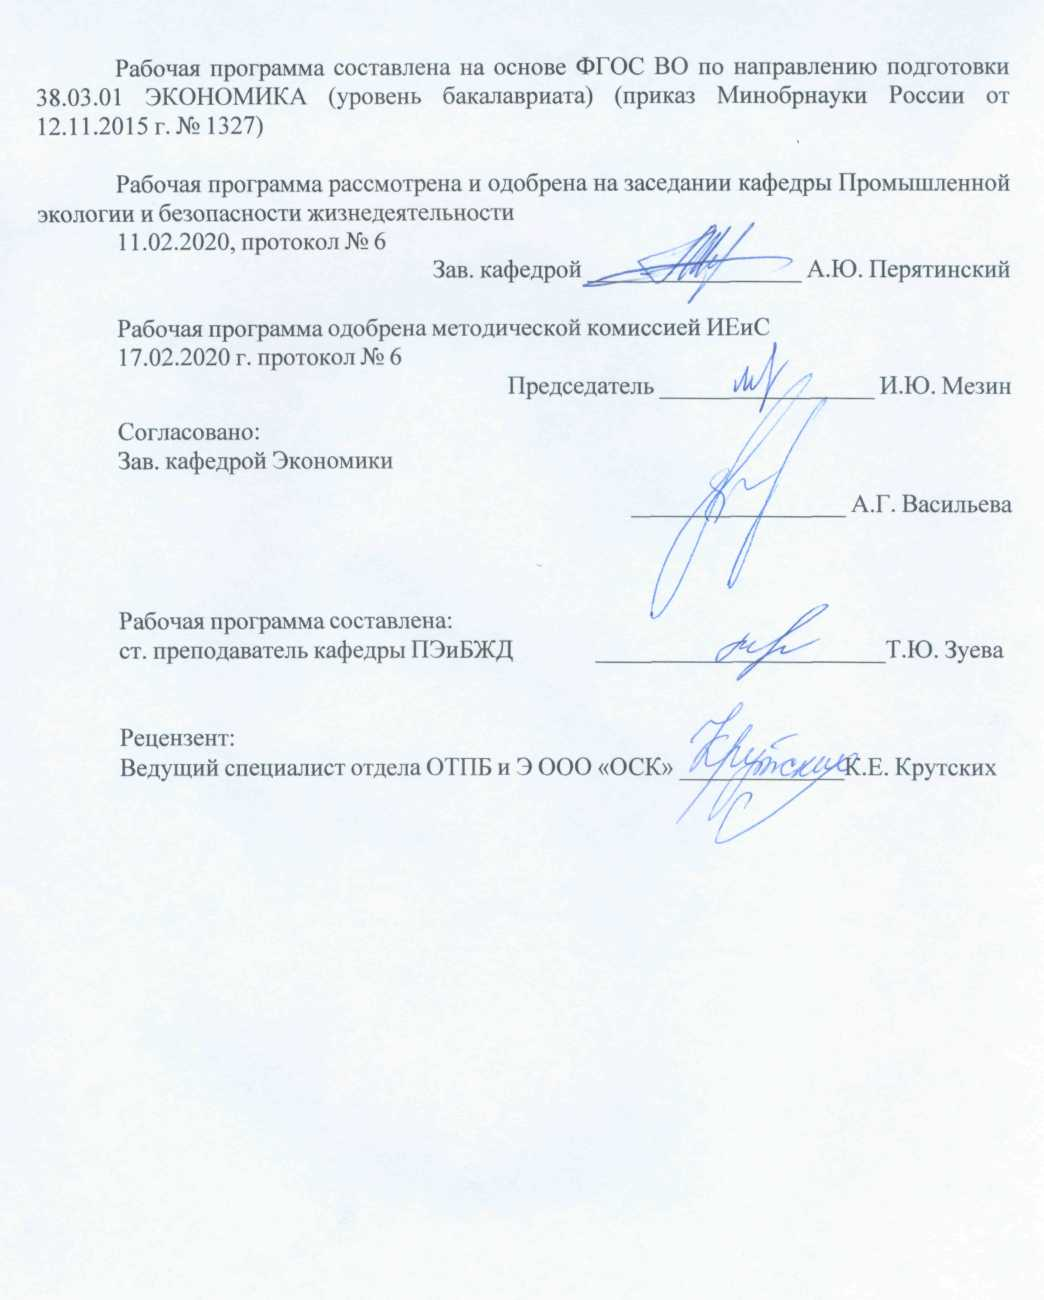 Рабочая программа составлена на основе ФГОС ВО по направлению подготовки
38.03.01 ЭКОНОМИКА (уровень бакалавриата) (приказ Минобрнауки России от
12.11.2015 г. № 1327)
Рабочая программа рассмотрена и одобрена на заседании кафедры Промышленной
экологии и безопасности жизнедеятельности
11.02.2020, протокол № 6
Зав. кафедрой А.Ю. Перятинский
Рабочая программа одобрена методической комиссией ИЕиС
17.02.2020 г. протокол № 6
Председатель И.Ю. Мезин
Согласовано:
Зав. кафедрой Экономики
А.Г. Васильева
Рабочая программа составлена:
ст. преподаватель кафедры ПЭиБЖД Т.Ю. Зуева
Рецензент:
Ведущий специалист отдела ОТПБ и Э ООО «ОСК» Крутских К.Е. Крутских